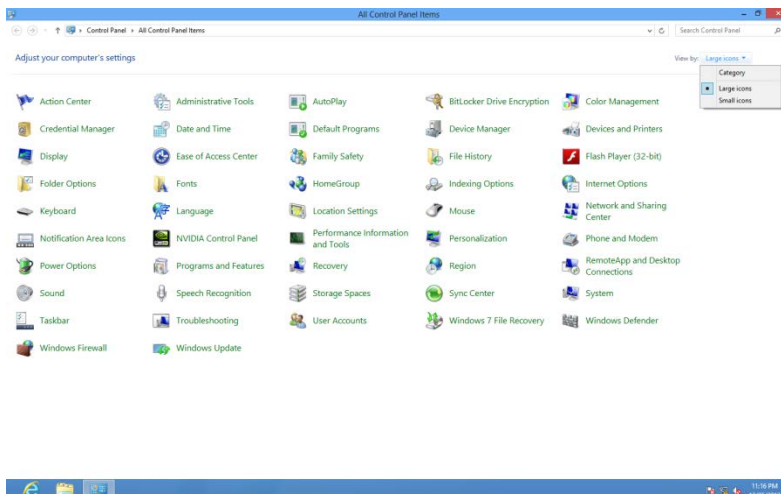 All Control Panel Items
Control Panel
All Control Panel Items
Search Control Panel
Adjust your computer's settings
View by: Large icons
Category
Large icons
Small icons
Action Center
Administrative Tools
AutoPlay
BitLocker Drive Encryption
Color Management
Credential Manager
Date and Time
Default Programs
Device Manager
Devices and Printers
Display
Ease of Access Center
Family Safety
File History
Flash Player (32-bit)
Folder Options
Fonts
HomeGroup
Indexing Options
Internet Options
Keyboard
Language
Location Settings
Mouse
Network and Sharing
Center
Notification Area Icons
NVIDIA Control Panel
Performance Information
and Tools
Personalization
Phone and Modem
Power Options
Programs and Features
Recovery
Region
RemoteApp and Desktop
Connections
Sound
Speech Recognition
Storage Spaces
Sync Center
System
Taskbar
Troubleshooting
User Accounts
Windows 7 File Recovery
Windows Defender
Windows Firewall
Windows Update
11:16 PM